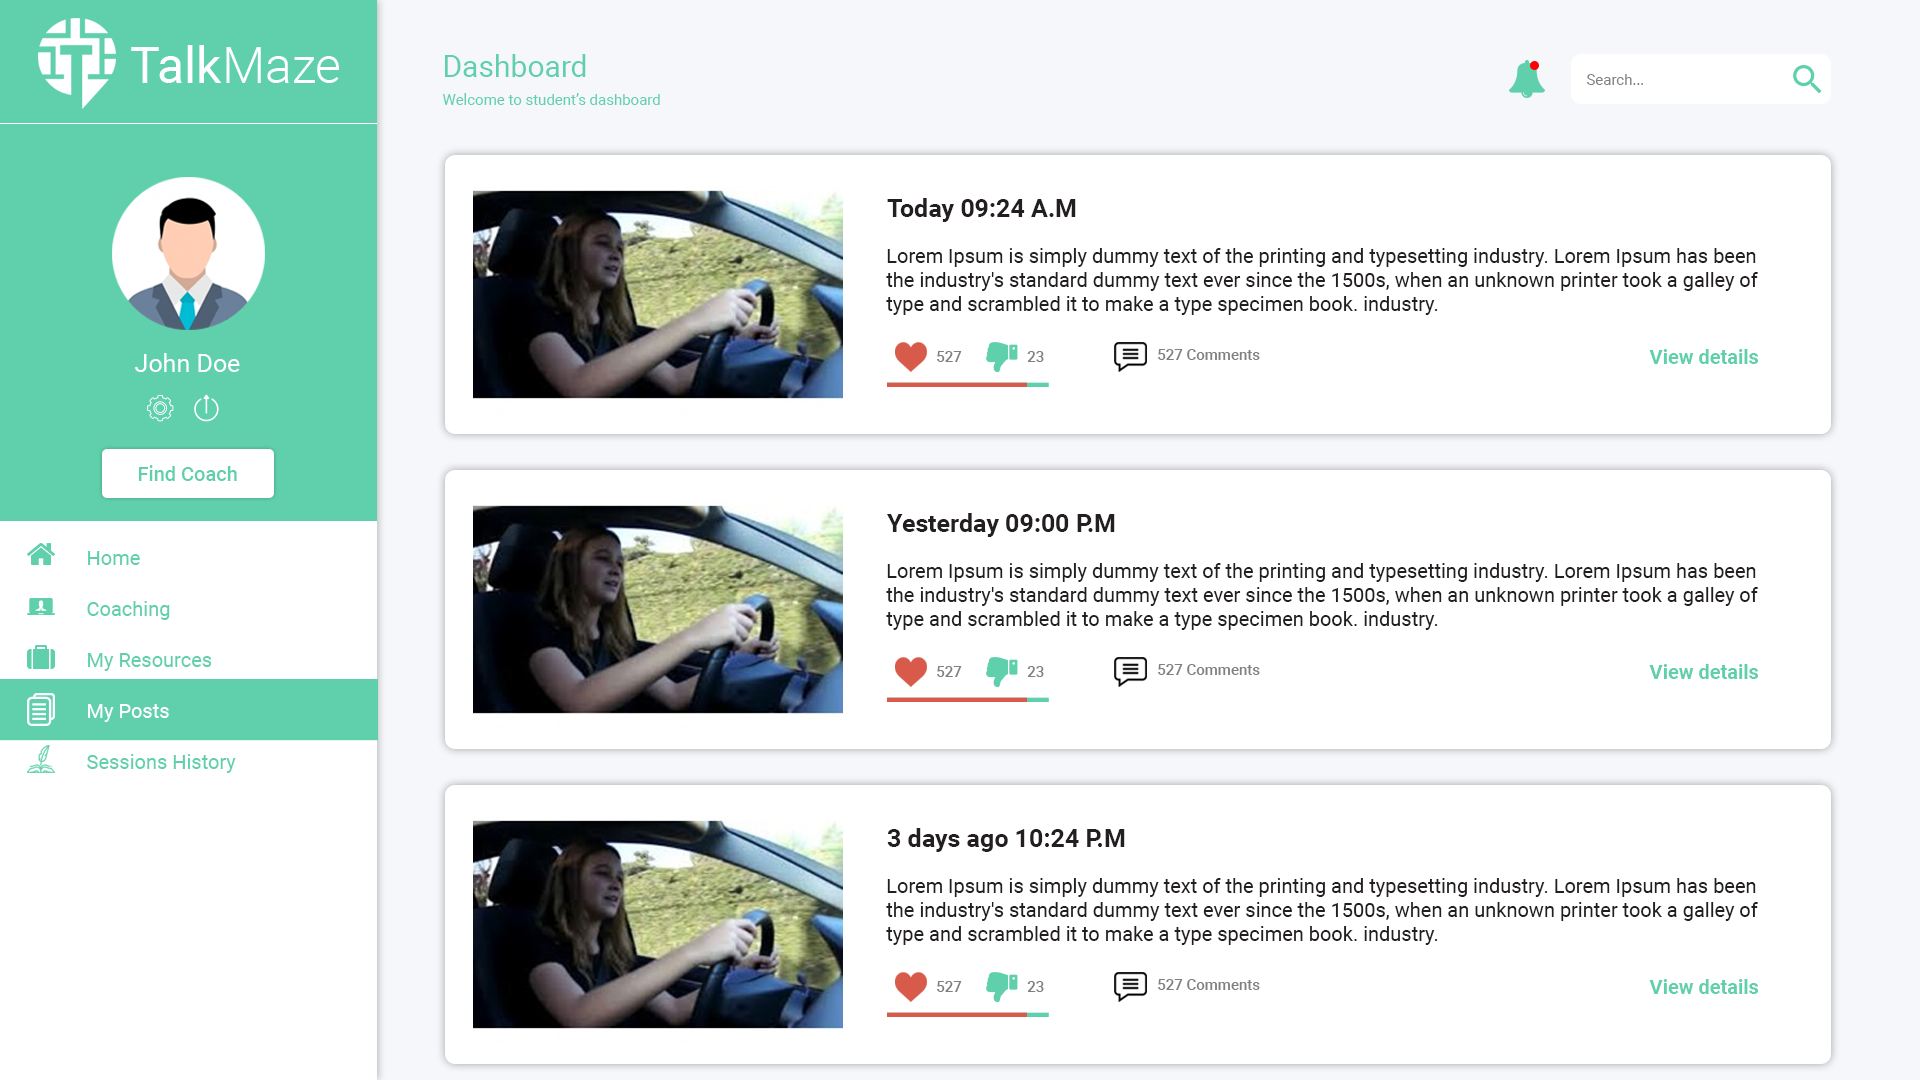 TalkMaze
John Doe
Find Coach
Home
Coaching
My Resources
My Posts
Sessions History
Dashboard
Welcome to student’s dashboard
Search...
Today 09:24 A.M
Lorem Ipsum is simply dummy text of the printing and typesetting industry. Lorem Ipsum has been
the industry's standard dummy text ever since the 1500s, when an unknown printer took a galley of
type and scrambled it to make a type specimen book. industry.
527 23 527 Comments View details
Yesterday 09:00 P.M
Lorem Ipsum is simply dummy text of the printing and typesetting industry. Lorem Ipsum has been
the industry's standard dummy text ever since the 1500s, when an unknown printer took a galley of
type and scrambled it to make a type specimen book. industry.
527 23 527 Comments View details
3 days ago 10:24 P.M
Lorem Ipsum is simply dummy text of the printing and typesetting industry. Lorem Ipsum has been
the industry's standard dummy text ever since the 1500s, when an unknown printer took a galley of
type and scrambled it to make a type specimen book. industry.
527 23 527 Comments View details